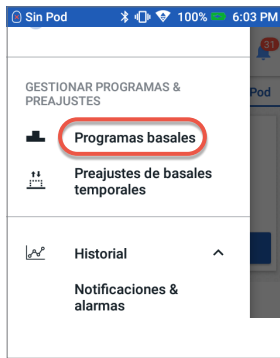 Sin Pod 100% 6:03 PM
31
GESTIONAR PROGRAMAS &
PREAJUSTES
Pod
Programas basales
Preajustes de basales
temporales
Historial
Notificaciones &
alarmas